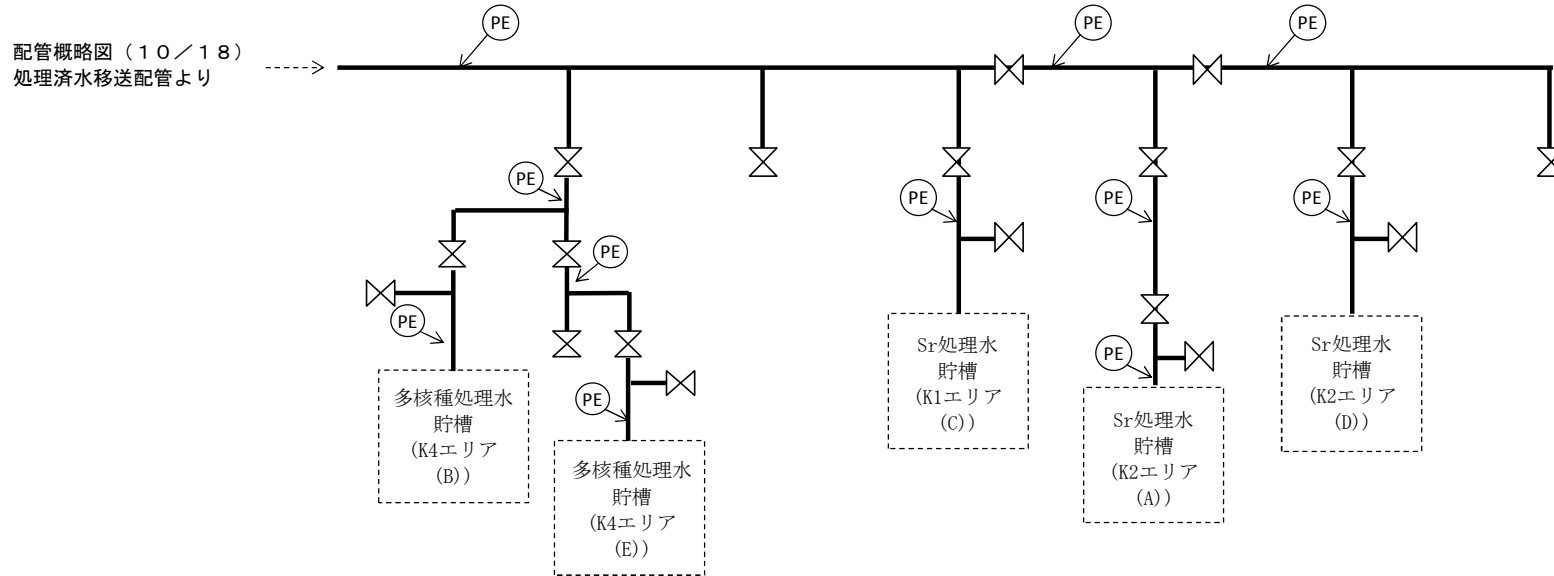 PE
PE
PE
配管概略図（１０／１８）
処理済水移送配管より
PE
PE
PE
PE
PE
PE
Sr処理水
貯槽
(K1エリア
(C))
Sr処理水
貯槽
(K2エリア
(D))
PE
多核種処理水
貯槽
(K4エリア
(B))
PE
Sr処理水
貯槽
(K2エリア
(A))
多核種処理水
貯槽
(K4エリア
(E))